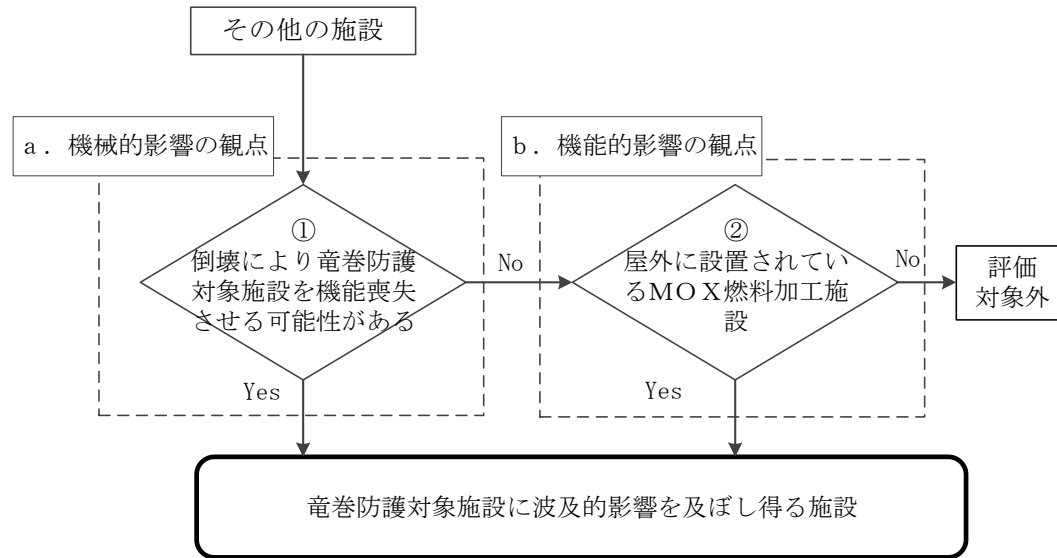 その他の施設
a．機械的影響の観点
b．機能的影響の観点
①
倒壊により竜巻防護
対象施設を機能喪失
させる可能性がある
No
②
屋外に設置されてい
るＭＯＸ燃料加工施
設
No
評価
対象外
Yes
Yes
竜巻防護対象施設に波及的影響を及ぼし得る施設